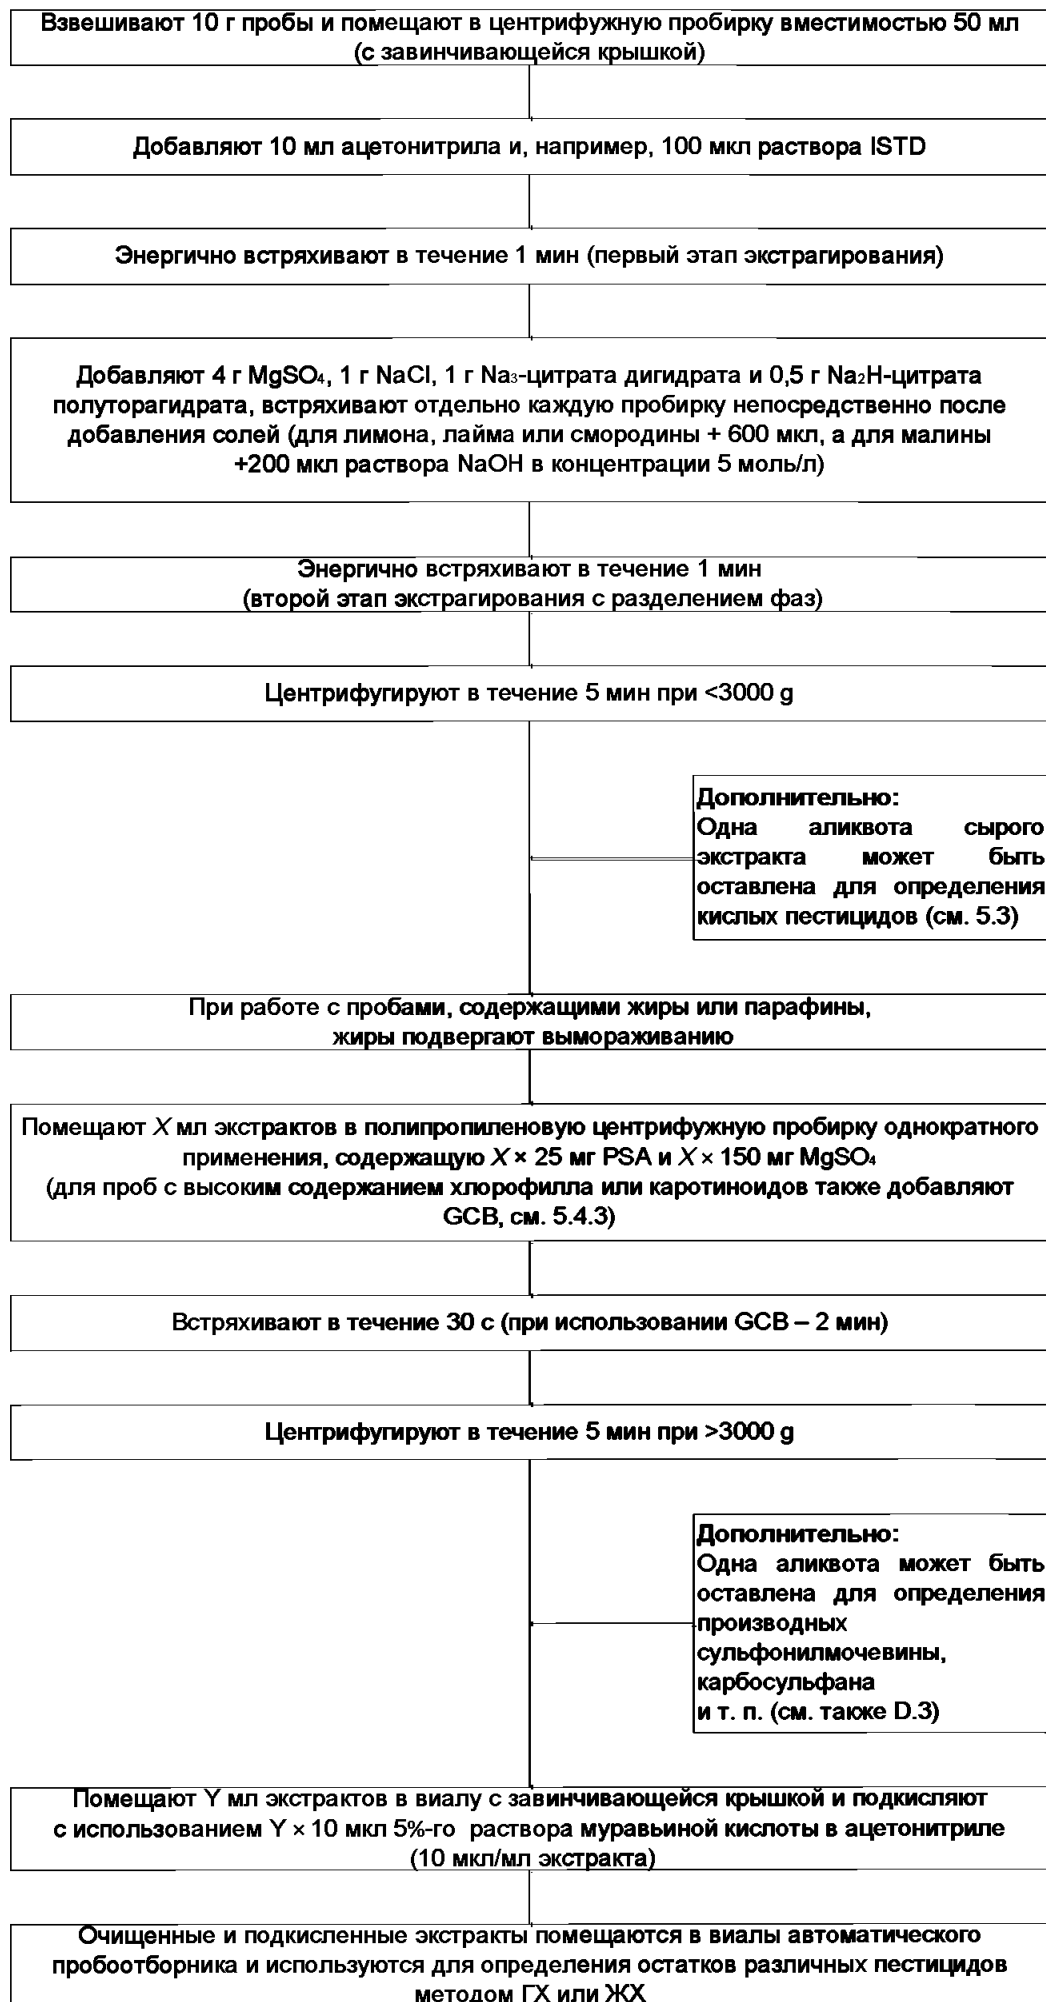 Взвешивают 10 г пробы и помещают в центрифужную пробирку вместимостью 50 мл
(с завинчивающейся крышкой)
Добавляют 10 мл ацетонитрила и, например, 100 мкл раствора ISTD
Энергично встряхивают в течение 1 мин (первый этап экстрагирования)
Добавляют 4 г MgSO₄, 1 г NaCl, 1 г Na₃-цитрата дигидрата и 0,5 г Na₂H-цитрата
полуторагидрата, встряхивают отдельно каждую пробирку непосредственно после
добавления солей (для лимона, лайма или смородины + 600 мкл, а для малины
+200 мкл раствора NaOH в концентрации 5 моль/л)
Энергично встряхивают в течение 1 мин
(второй этап экстрагирования с разделением фаз)
Центрифугируют в течение 5 мин при <3000 g
Дополнительно:
Одна аликвота сырого
экстракта может быть
оставлена для определения
кислых пестицидов (см. 5.3)
При работе с пробами, содержащими жиры или парафины,
жиры подвергают вымораживанию
Помещают X мл экстрактов в полипропиленовую центрифужную пробирку однократного
применения, содержащую X × 25 мг PSA и X × 150 мг MgSO₄
(для проб с высоким содержанием хлорофилла или каротиноидов также добавляют
GCB, см. 5.4.3)
Встряхивают в течение 30 с (при использовании GCB – 2 мин)
Центрифугируют в течение 5 мин при >3000 g
Дополнительно:
Одна аликвота может быть
оставлена для определения
производных
сульфонилмочевины,
карбосульфана
и т. п. (см. также D.3)
Помещают Y мл экстрактов в виалу с завинчивающейся крышкой и подкисляют
с использованием Y × 10 мкл 5%-го раствора муравьиной кислоты в ацетонитриле
(10 мкл/мл экстракта)
Очищенные и подкисленные экстракты помещаются в виалы автоматического
пробоотборника и используются для определения остатков различных пестицидов
методом ГХ или ЖХ